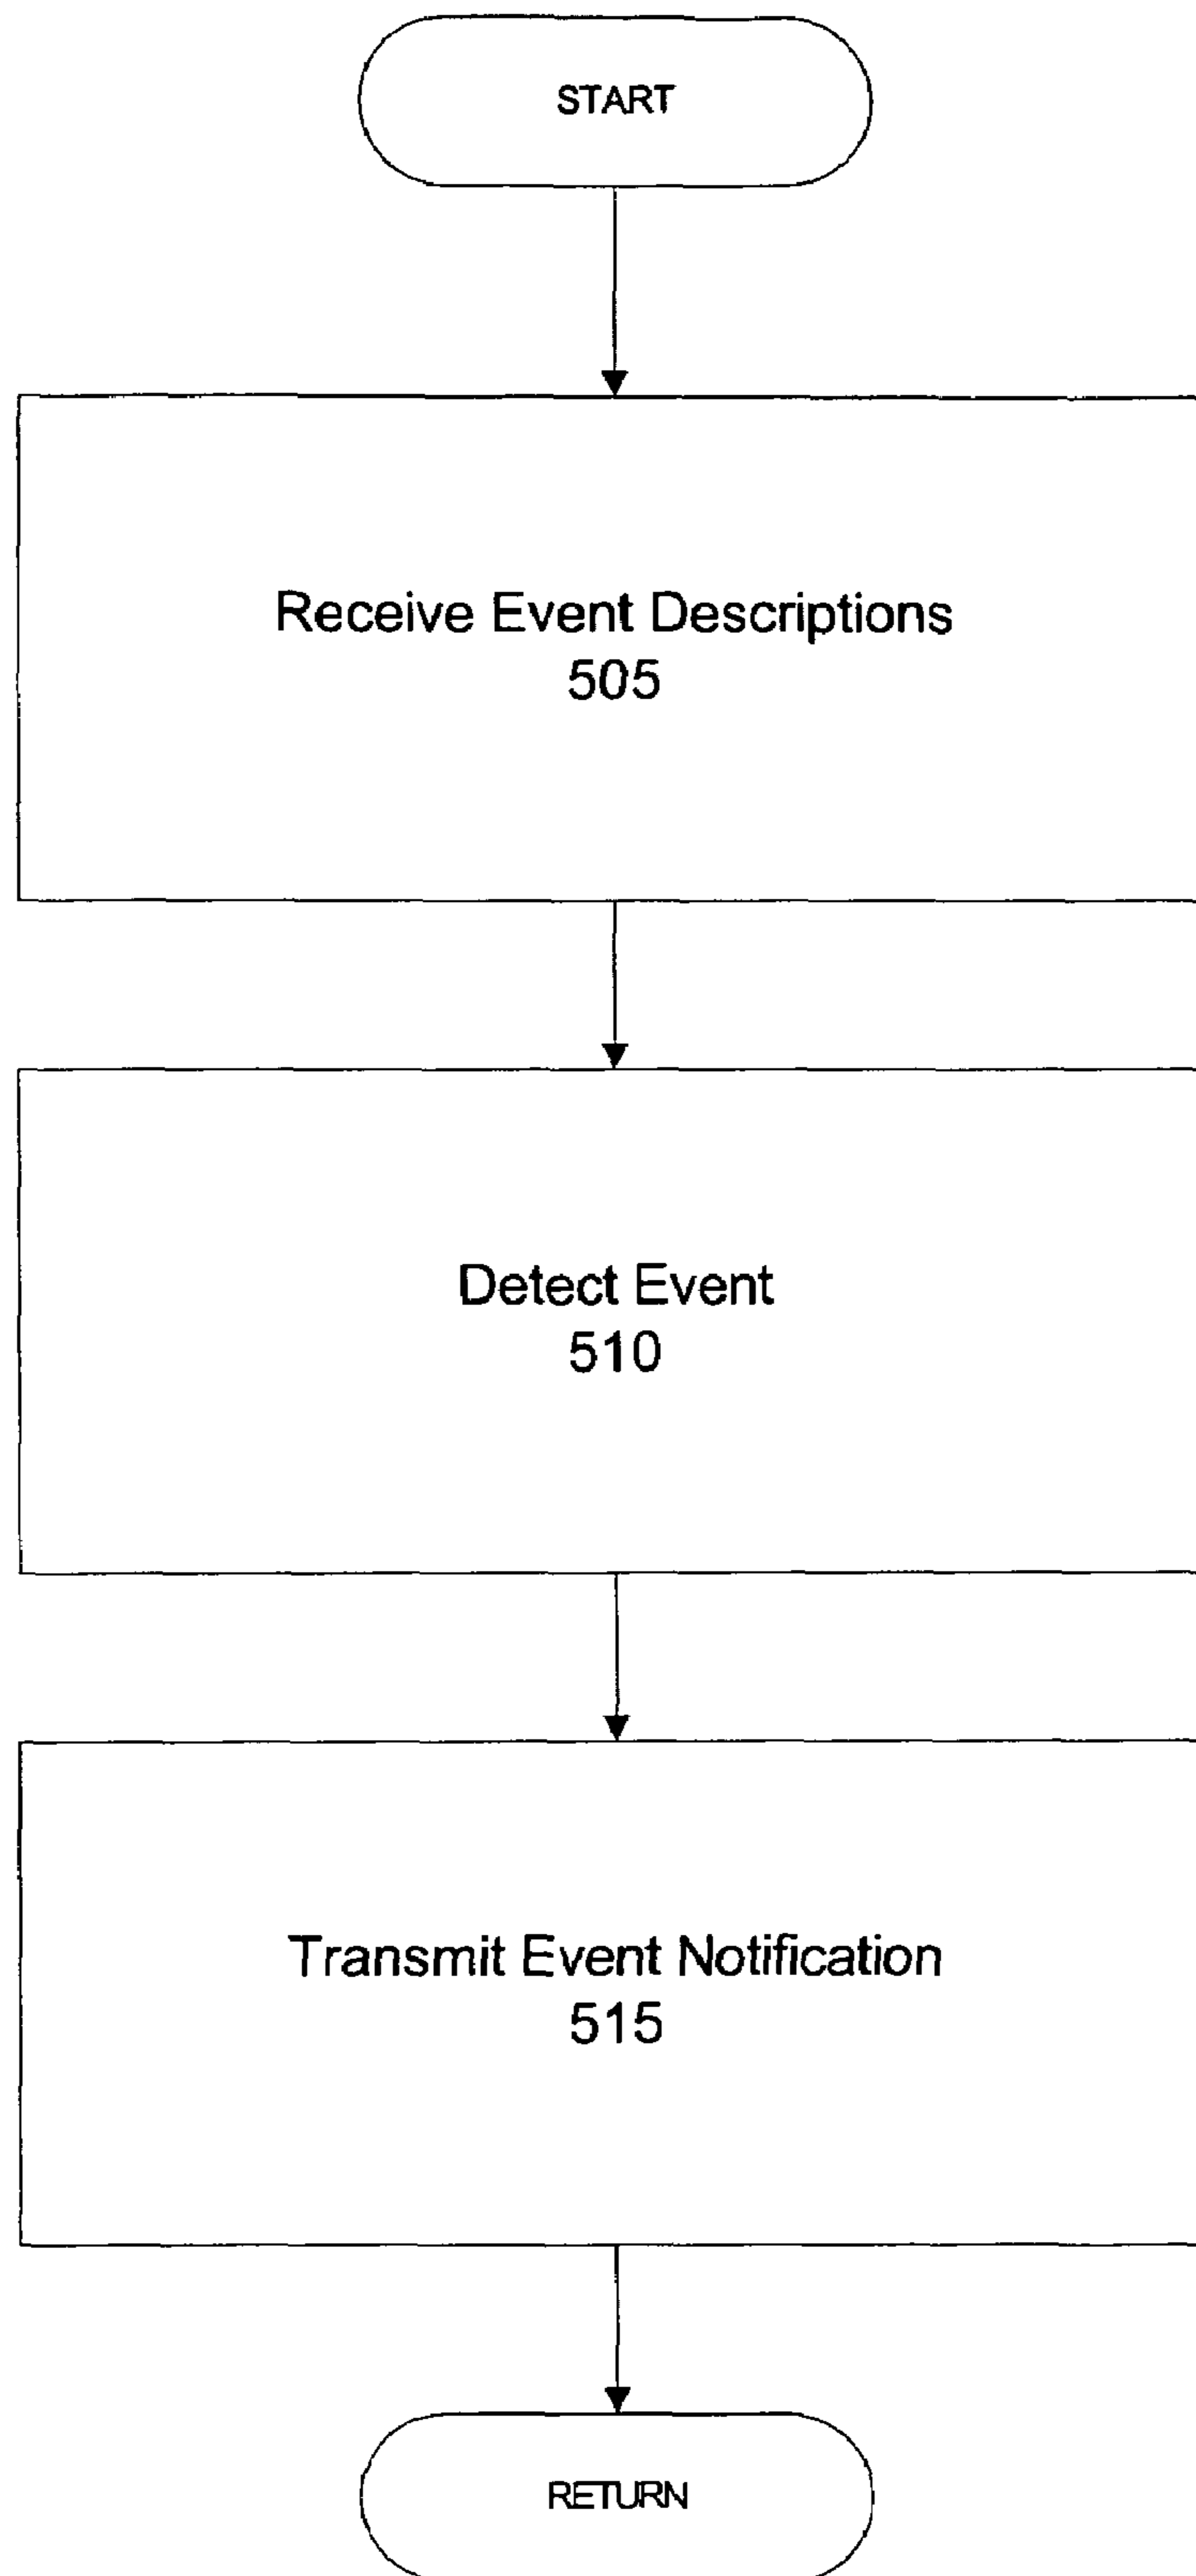 START
Receive Event Descriptions
505
Detect Event
510
Transmit Event Notification
515
RETURN